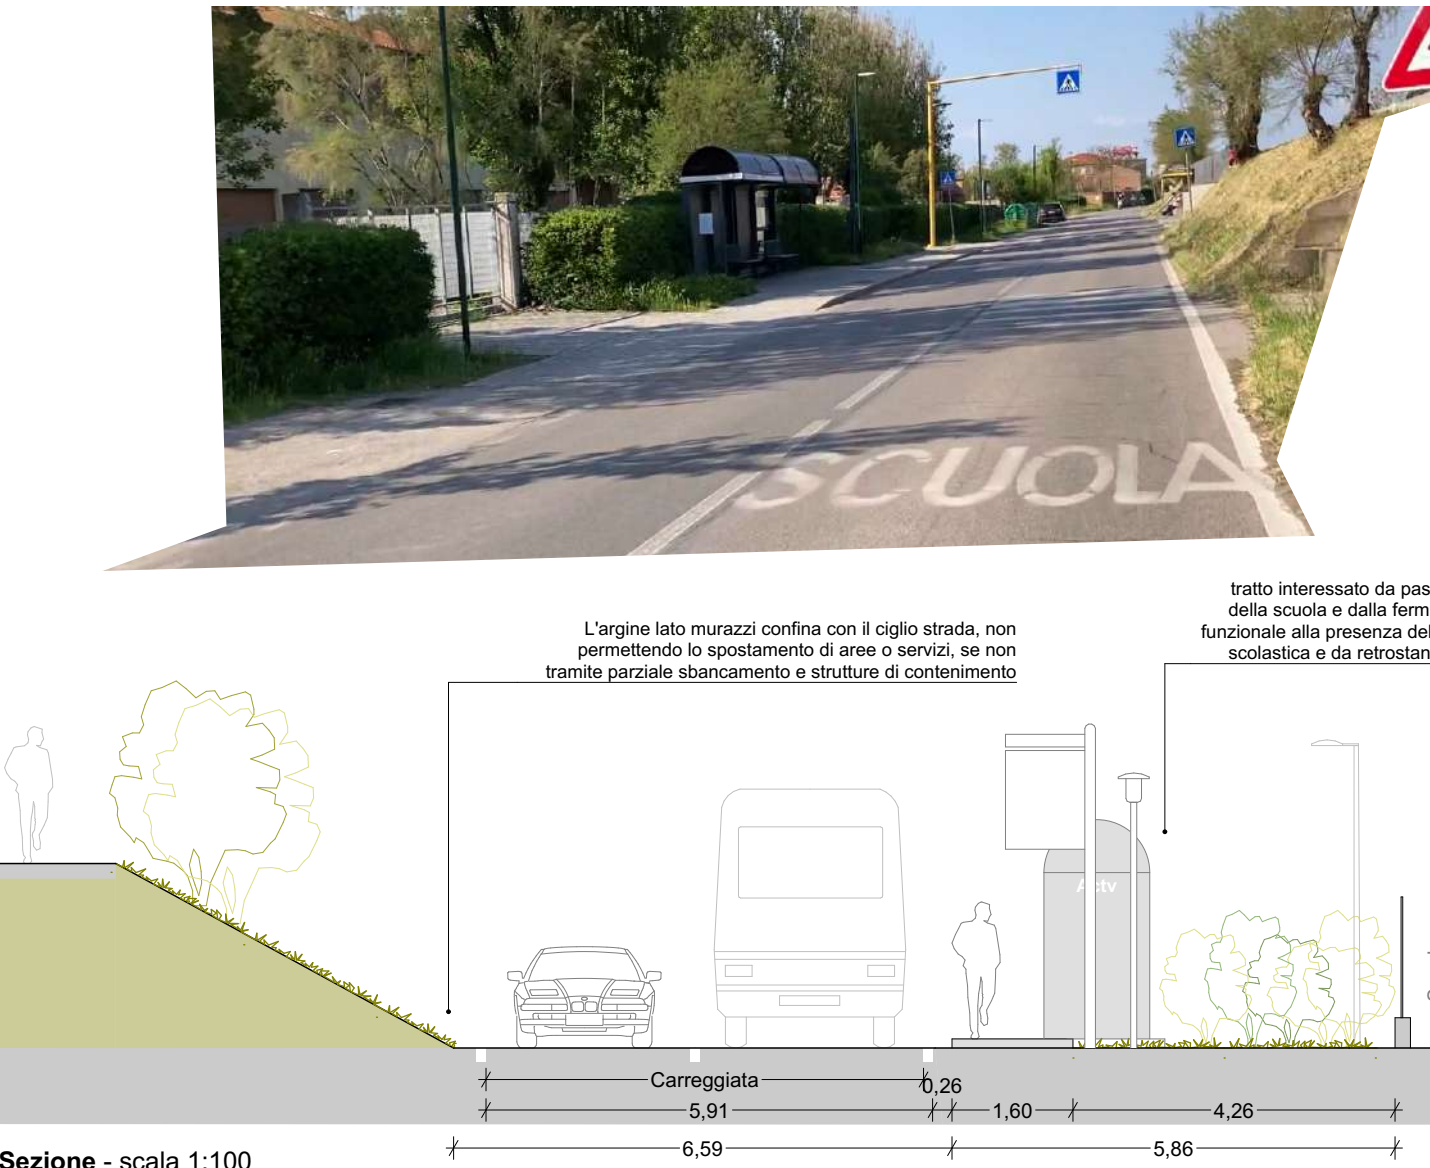 SCUOLA
L'argine lato murazzi confina con il ciglio strada, non
permettendo lo spostamento di aree o servizi, se non
tramite parziale sbancamento e strutture di contenimento
tratto interessato da pas
della scuola e dalla ferm
funzionale alla presenza del
scolastica e da retrostan
Actv
Carreggiata
0,26
5,91
1,60
4,26
6,59
5,86
Sezione - scala 1:100